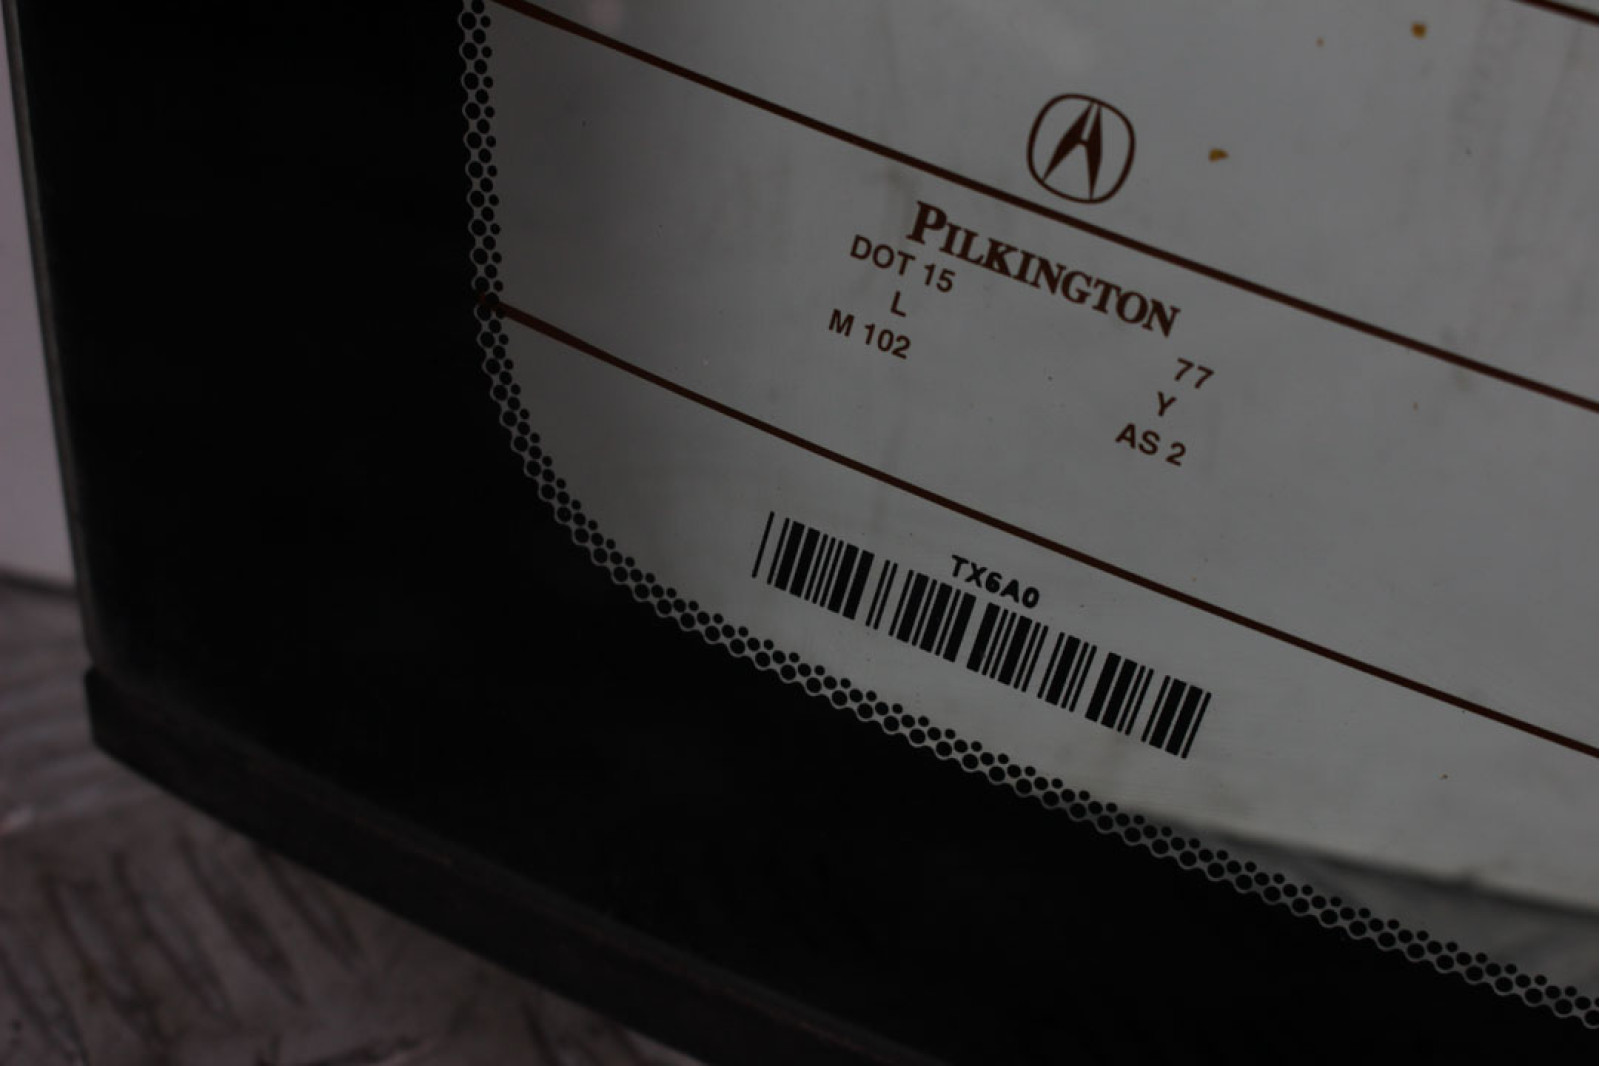 PILKINGTON
DOT 15 77
L Y
M 102 AS 2
TX6A0